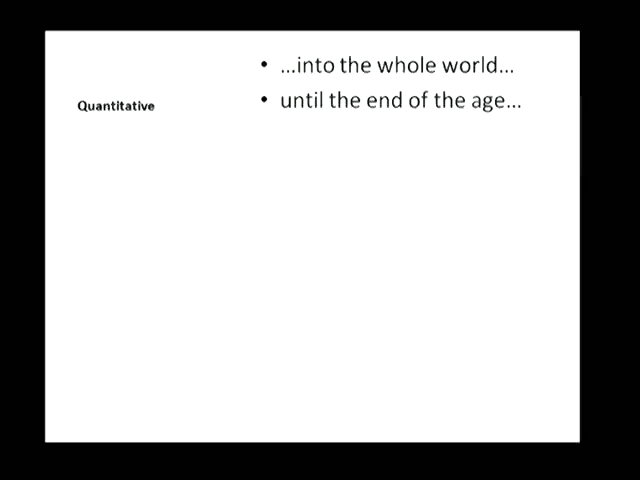 • ...into the whole world...
• until the end of the age...
Quantitative